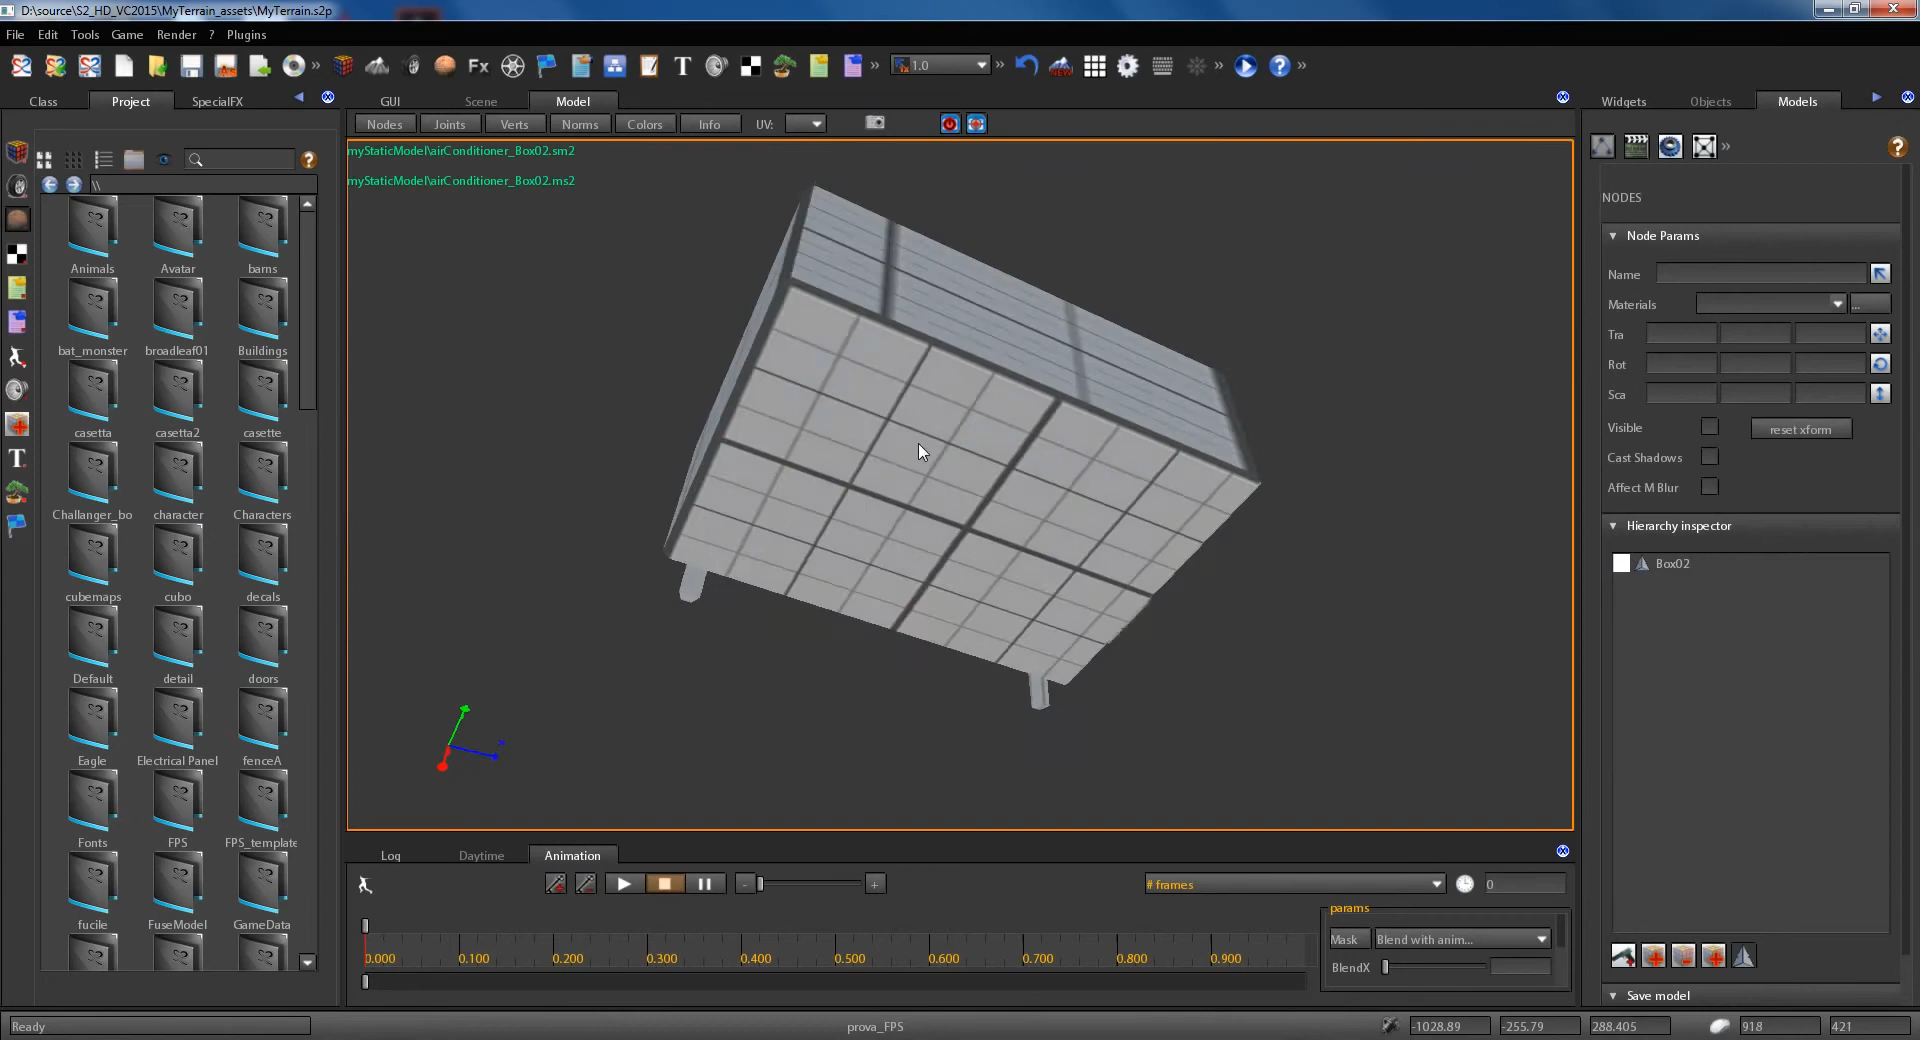 D:\source\S2_HD_VC2015\MyTerrain_assets\MyTerrain.s2p
File Edit Tools Game Render ? Plugins
Fx T 1.0 ?
Class Project SpecialFX GUI Scene Model Widgets Objects Models
Nodes Joints Verts Norms Colors Info UV:
myStaticModel\airConditioner_Box02.sm2
myStaticModel\airConditioner_Box02.ms2
\\
Animals Avatar barns
bat_monster broadleaf01 Buildings
casetta casetta2 casette
Challanger_bo character Characters
cubemaps cubo decals
Default detail doors
Eagle Electrical Panel fenceA
Fonts FPS FPS_template
fucile FuseModel GameData
NODES
Node Params
Name
Materials ...
Tra
Rot
Sca
Visible reset xform
Cast Shadows
Affect M Blur
Hierarchy inspector
Box02
Save model
Log Daytime Animation
- + # frames 0
params
Mask Blend with anim...
BlendX
0.000 0.100 0.200 0.300 0.400 0.500 0.600 0.700 0.800 0.900
Ready prova_FPS -1028.89 -255.79 288.405 918 421